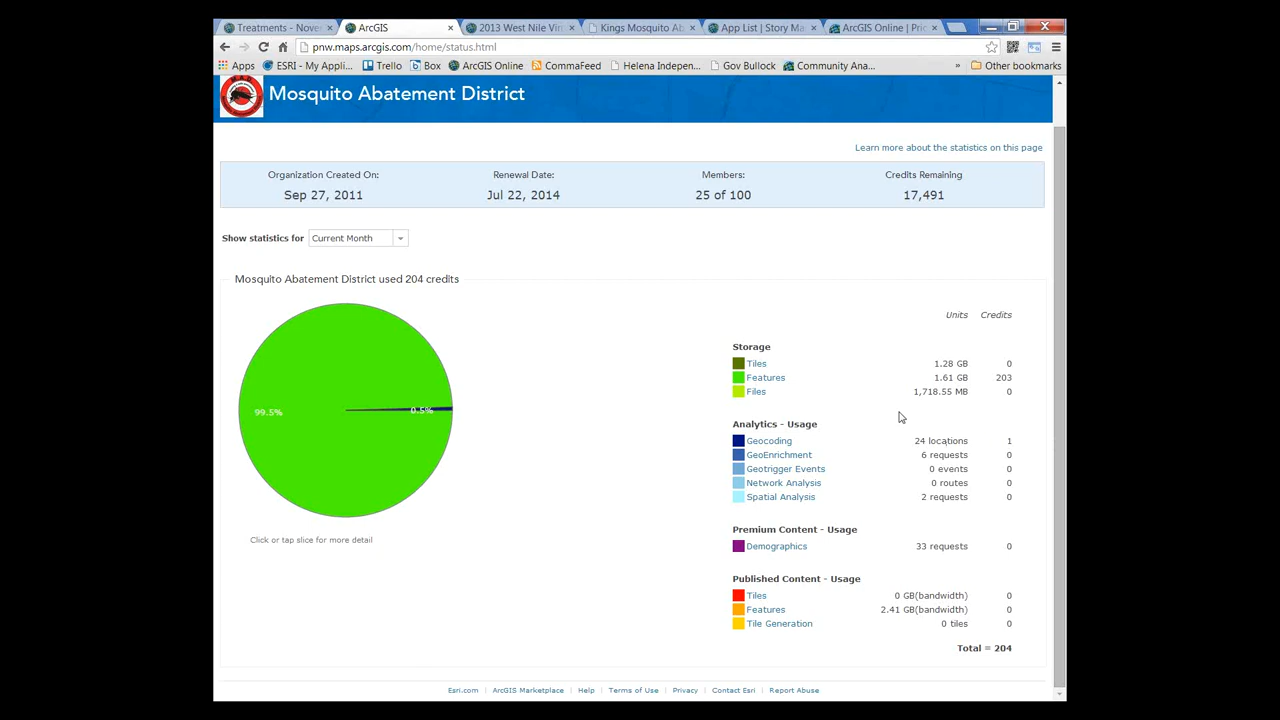 Treatments - Nove
ArcGIS
2013 West Nile Vir
Kings Mosquito Ab
App List | Story Ma
ArcGIS Online | Pric
pnw.maps.arcgis.com/home/status.html
Apps ESRI - My Appli... Trello Box ArcGIS Online CommaFeed Helena Indepen... Gov Bullock Community Ana... » Other bookmarks
Mosquito Abatement District
Learn more about the statistics on this page
Organization Created On: Renewal Date: Members: Credits Remaining
Sep 27, 2011 Jul 22, 2014 25 of 100 17,491
Show statistics for Current Month
Mosquito Abatement District used 204 credits
Units Credits
Storage
Tiles 1.28 GB 0
Features 1.61 GB 203
Files 1,718.55 MB 0
99.5% 0.5%
Analytics - Usage
Geocoding 24 locations 1
GeoEnrichment 6 requests 0
Geotrigger Events 0 events 0
Network Analysis 0 routes 0
Spatial Analysis 2 requests 0
Click or tap slice for more detail
Premium Content - Usage
Demographics 33 requests 0
Published Content - Usage
Tiles 0 GB(bandwidth) 0
Features 2.41 GB(bandwidth) 0
Tile Generation 0 tiles 0
Total = 204
Esri.com | ArcGIS Marketplace | Help | Terms of Use | Privacy | Contact Esri | Report Abuse